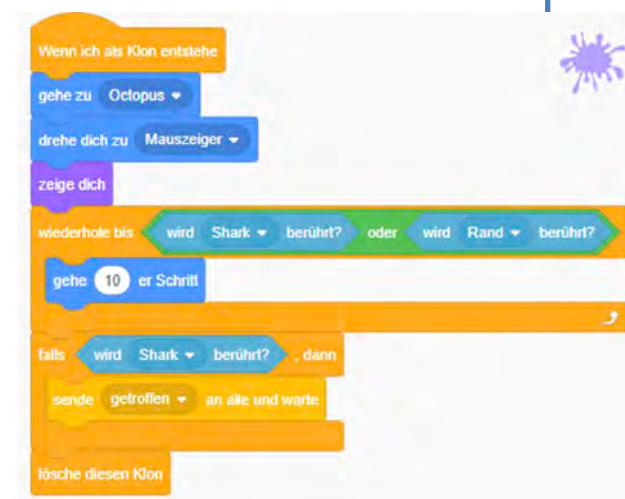 Wenn ich als Klon entstehe
gehe zu Octopus
drehe dich zu Mauszeiger
zeige dich
wiederhole bis wird Shark berührt? oder wird Rand berührt?
gehe 10 er Schritt
falls wird Shark berührt? , dann
sende getroffen an alle und warte
lösche diesen Klon